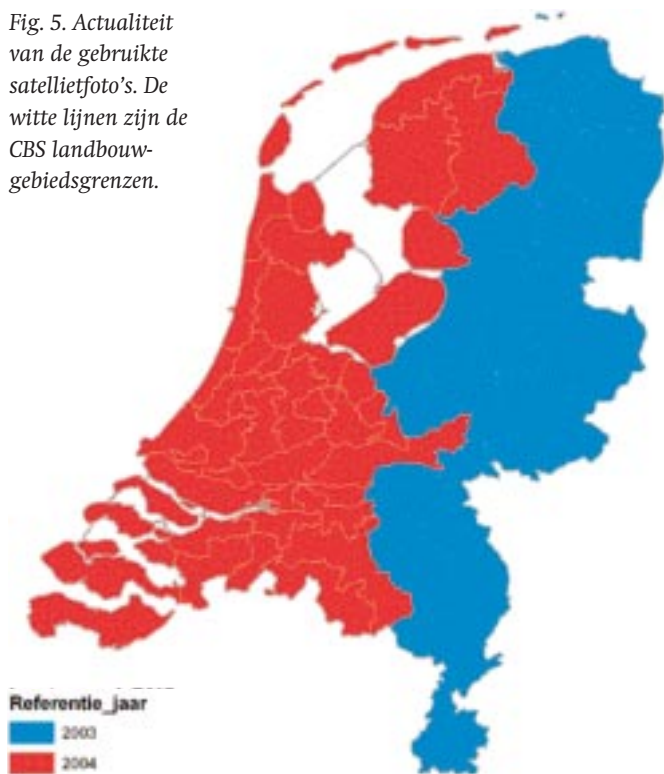 Fig. 5. Actualiteit
van de gebruikte
satellietfoto's. De
witte lijnen zijn de
CBS landbouw-
gebiedsgrenzen.
Referentie_jaar
2003
2004